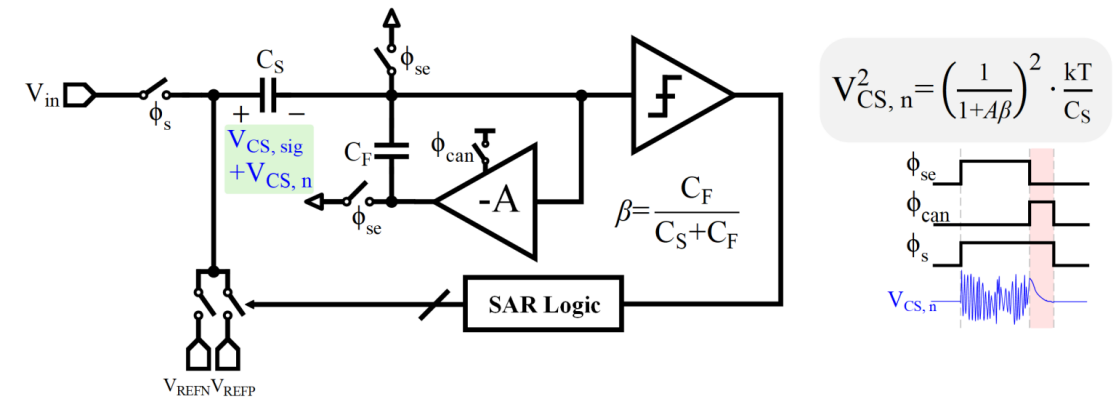 V_in
ϕ_s
C_S
+ −
V_CS, sig
+V_CS, n
ϕ_se
C_F
ϕ_can
-A
ϕ_se
β= C_F / (C_S+C_F)
SAR Logic
V_REFN V_REFP
V²_CS, n = (1 / (1+Aβ))² · kT / C_S
ϕ_se
ϕ_can
ϕ_s
V_CS, n